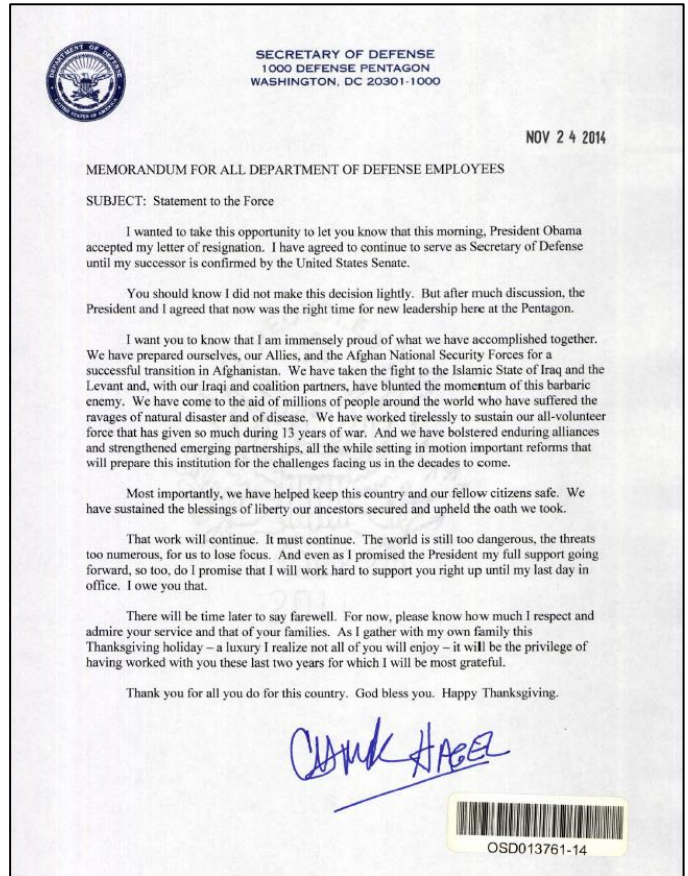 DEPARTMENT OF DEFENSE
UNITED STATES OF AMERICA
SECRETARY OF DEFENSE
1000 DEFENSE PENTAGON
WASHINGTON, DC 20301-1000
NOV 24 2014
MEMORANDUM FOR ALL DEPARTMENT OF DEFENSE EMPLOYEES
SUBJECT: Statement to the Force
I wanted to take this opportunity to let you know that this morning, President Obama
accepted my letter of resignation. I have agreed to continue to serve as Secretary of Defense
until my successor is confirmed by the United States Senate.
You should know I did not make this decision lightly. But after much discussion, the
President and I agreed that now was the right time for new leadership here at the Pentagon.
I want you to know that I am immensely proud of what we have accomplished together.
We have prepared ourselves, our Allies, and the Afghan National Security Forces for a
successful transition in Afghanistan. We have taken the fight to the Islamic State of Iraq and the
Levant and, with our Iraqi and coalition partners, have blunted the momentum of this barbaric
enemy. We have come to the aid of millions of people around the world who have suffered the
ravages of natural disaster and of disease. We have worked tirelessly to sustain our all-volunteer
force that has given so much during 13 years of war. And we have bolstered enduring alliances
and strengthened emerging partnerships, all the while setting in motion important reforms that
will prepare this institution for the challenges facing us in the decades to come.
Most importantly, we have helped keep this country and our fellow citizens safe. We
have sustained the blessings of liberty our ancestors secured and upheld the oath we took.
That work will continue. It must continue. The world is still too dangerous, the threats
too numerous, for us to lose focus. And even as I promised the President my full support going
forward, so too, do I promise that I will work hard to support you right up until my last day in
office. I owe you that.
There will be time later to say farewell. For now, please know how much I respect and
admire your service and that of your families. As I gather with my own family this
Thanksgiving holiday – a luxury I realize not all of you will enjoy – it will be the privilege of
having worked with you these last two years for which I will be most grateful.
Thank you for all you do for this country. God bless you. Happy Thanksgiving.
Chuck Hagel
OSD013761-14